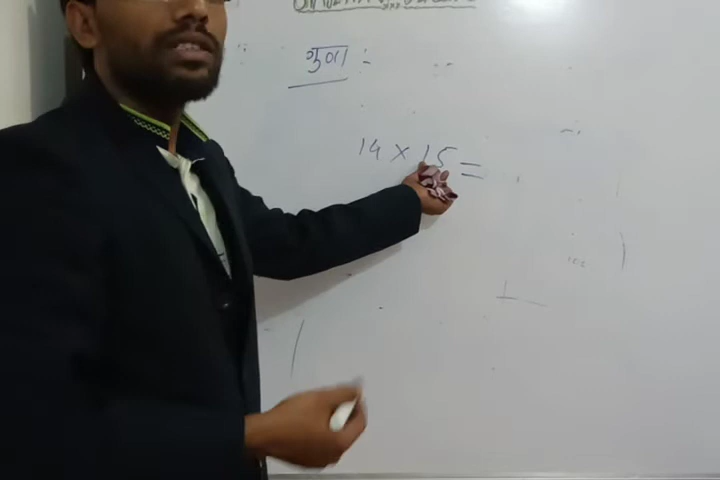 गुणा :-
14 × 15 =